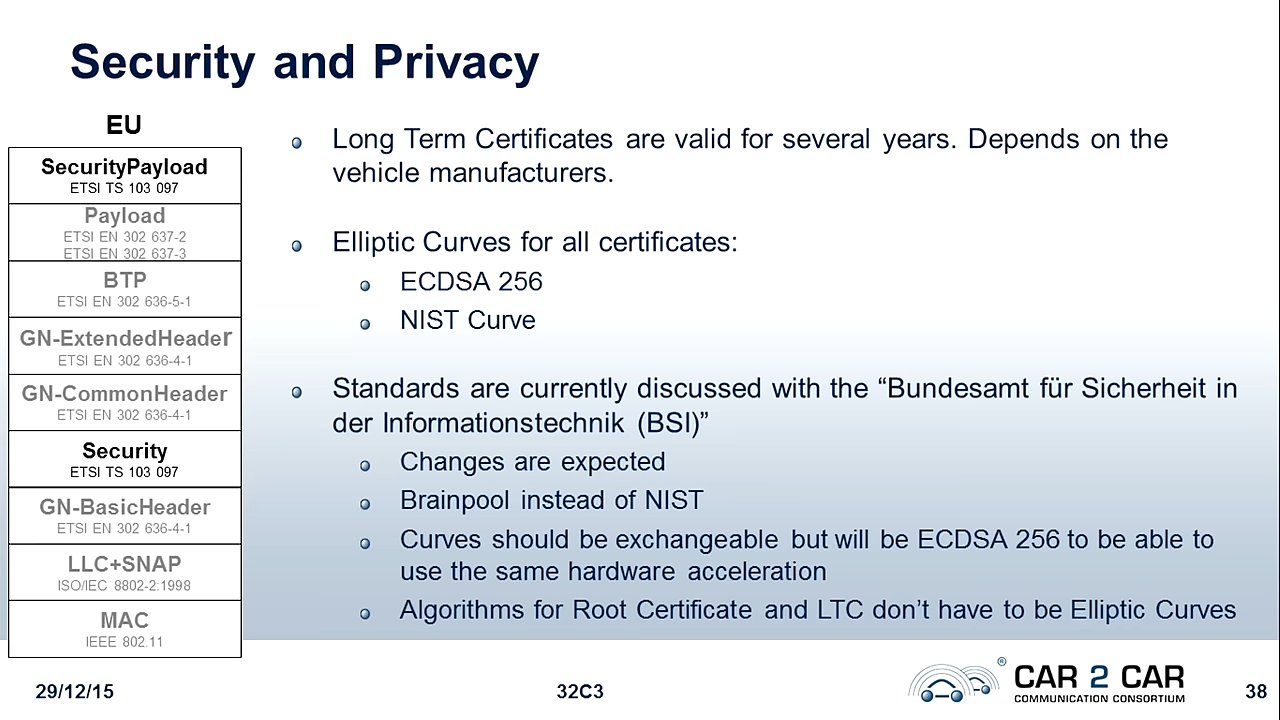 Security and Privacy
EU
SecurityPayload
ETSI TS 103 097
Payload
ETSI EN 302 637-2
ETSI EN 302 637-3
BTP
ETSI EN 302 636-5-1
GN-ExtendedHeader
ETSI EN 302 636-4-1
GN-CommonHeader
ETSI EN 302 636-4-1
Security
ETSI TS 103 097
GN-BasicHeader
ETSI EN 302 636-4-1
LLC+SNAP
ISO/IEC 8802-2:1998
MAC
IEEE 802.11
Long Term Certificates are valid for several years. Depends on the
vehicle manufacturers.
Elliptic Curves for all certificates:
ECDSA 256
NIST Curve
Standards are currently discussed with the “Bundesamt für Sicherheit in
der Informationstechnik (BSI)”
Changes are expected
Brainpool instead of NIST
Curves should be exchangeable but will be ECDSA 256 to be able to
use the same hardware acceleration
Algorithms for Root Certificate and LTC don’t have to be Elliptic Curves
29/12/15
32C3
® CAR 2 CAR
COMMUNICATION CONSORTIUM
38